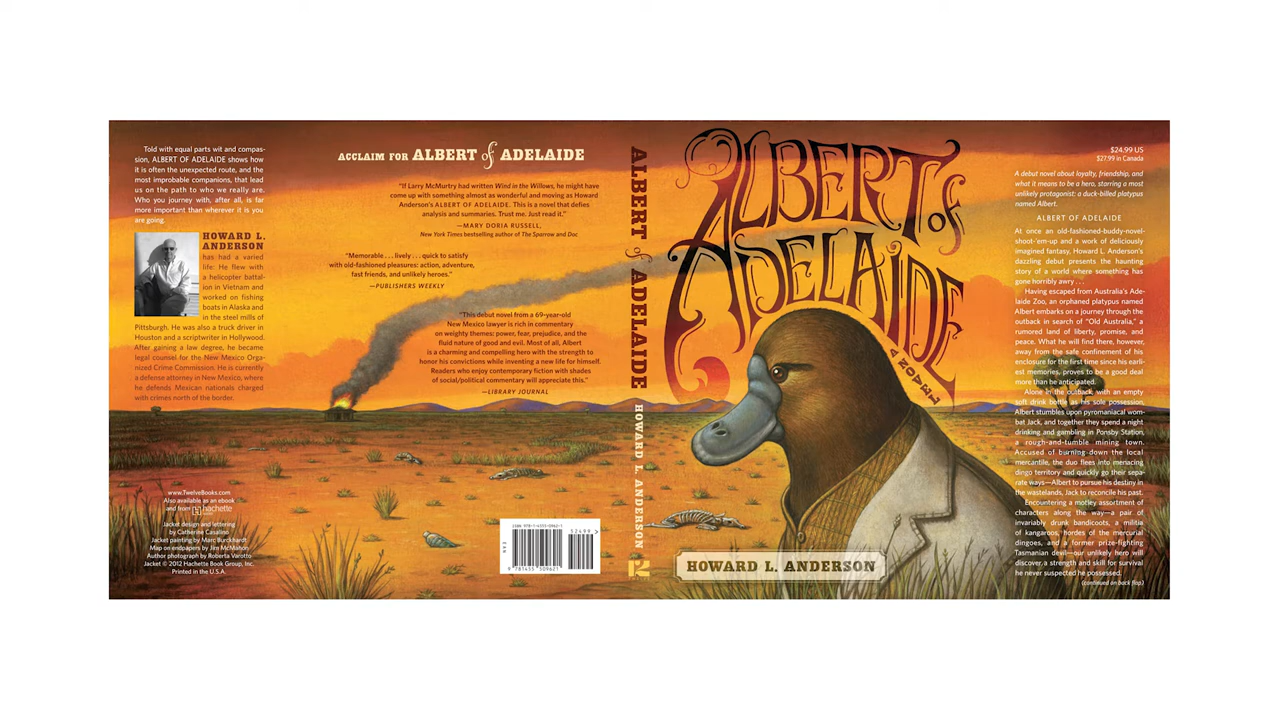 Told with equal parts wit and compas-
sion, ALBERT OF ADELAIDE shows how
it is often the unexpected route, and the
most improbable companions, that lead
us on the path to who we really are.
Who you journey with, after all, is far
more important than wherever it is you
are going.
HOWARD L.
ANDERSON
has had a varied
life: He flew with
a helicopter battal-
ion in Vietnam and
worked on fishing
boats in Alaska and
in the steel mills of
Pittsburgh. He was also a truck driver in
Houston and a scriptwriter in Hollywood.
After gaining a law degree, he became
legal counsel for the New Mexico Orga-
nized Crime Commission. He is currently
a defense attorney in New Mexico, where
he defends Mexican nationals charged
with crimes north of the border.
www.TwelveBooks.com
Also available as an ebook
and from hachette
Jacket design and lettering
by Catherine Casalino
Jacket painting by Marc Burckhardt
Map on endpapers by Jim McMahon
Author photograph by Roberta Varotto
Jacket © 2012 Hachette Book Group, Inc.
Printed in the U.S.A.
ACCLAIM FOR ALBERT of ADELAIDE
"If Larry McMurtry had written Wind in the Willows, he might have
come up with something almost as wonderful and moving as Howard
Anderson's ALBERT OF ADELAIDE. This is a novel that defies
analysis and summaries. Trust me. Just read it."
—MARY DORIA RUSSELL,
New York Times bestselling author of The Sparrow and Doc
"Memorable . . . lively . . . quick to satisfy
with old-fashioned pleasures: action, adventure,
fast friends, and unlikely heroes."
—PUBLISHERS WEEKLY
"This debut novel from a 69-year-old
New Mexico lawyer is rich in commentary
on weighty themes: power, fear, prejudice, and the
fluid nature of good and evil. Most of all, Albert
is a charming and compelling hero with the strength to
honor his convictions while inventing a new life for himself.
Readers who enjoy contemporary fiction with shades
of social/political commentary will appreciate this."
—LIBRARY JOURNAL
ISBN 978-1-4555-0962-1
52499
9 781455 509621
ALBERT of ADELAIDE HOWARD L. ANDERSON
ALBERT of
ADELAIDE
A NOVEL
HOWARD L. ANDERSON
$24.99 US
$27.99 in Canada
A debut novel about loyalty, friendship, and
what it means to be a hero, starring a most
unlikely protagonist: a duck-billed platypus
named Albert.
ALBERT OF ADELAIDE
At once an old-fashioned-buddy-novel-
shoot-'em-up and a work of deliciously
imagined fantasy, Howard L. Anderson's
dazzling debut presents the haunting
story of a world where something has
gone horribly awry . . .
Having escaped from Australia's Ade-
laide Zoo, an orphaned platypus named
Albert embarks on a journey through the
outback in search of "Old Australia," a
rumored land of liberty, promise, and
peace. What he will find there, however,
away from the safe confinement of his
enclosure for the first time since his earli-
est memories, proves to be a good deal
more than he anticipated.
Alone in the outback, with an empty
soft drink bottle as his sole possession,
Albert stumbles upon pyromaniacal wom-
bat Jack, and together they spend a night
drinking and gambling in Ponsby Station,
a rough-and-tumble mining town.
Accused of burning down the local
mercantile, the duo flees into menacing
dingo territory and quickly go their sepa-
rate ways—Albert to pursue his destiny in
the wastelands, Jack to reconcile his past.
Encountering a motley assortment of
characters along the way—a pair of
invariably drunk bandicoots, a militia
of kangaroos, hordes of the mercurial
dingoes, and a former prize-fighting
Tasmanian devil—our unlikely hero will
discover a strength and skill for survival
he never suspected he possessed.
(continued on back flap)